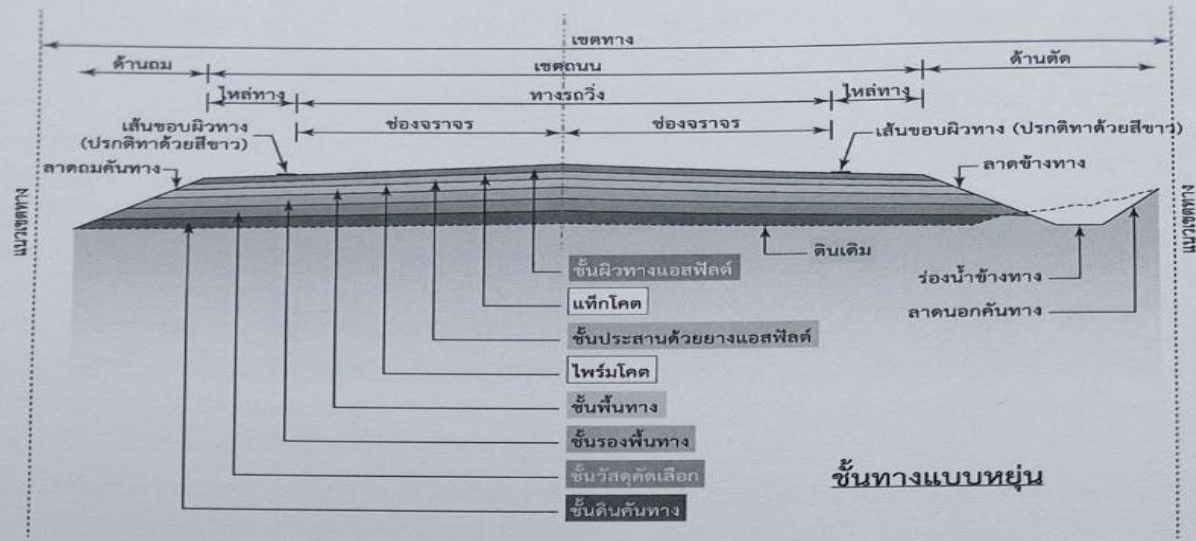 เขตทาง
ด้านถม
เขตถนน
ด้านตัด
ไหล่ทาง
ทางรถวิ่ง
ไหล่ทาง
เส้นขอบผิวทาง
(ปรกติทาด้วยสีขาว)
ช่องจราจร
ช่องจราจร
เส้นขอบผิวทาง (ปรกติทาด้วยสีขาว)
ลาดถมคันทาง
ลาดข้างทาง
แนวเขตทาง
แนวเขตทาง
ดินเดิม
ชั้นผิวทางแอสฟัลต์
ร่องน้ำข้างทาง
แท็กโคต
ลาดนอกคันทาง
ชั้นประสานด้วยยางแอสฟัลต์
ไพร์มโคต
ชั้นพื้นทาง
ชั้นรองพื้นทาง
ชั้นวัสดุคัดเลือก
ชั้นทางแบบหยุ่น
ชั้นดินคันทาง